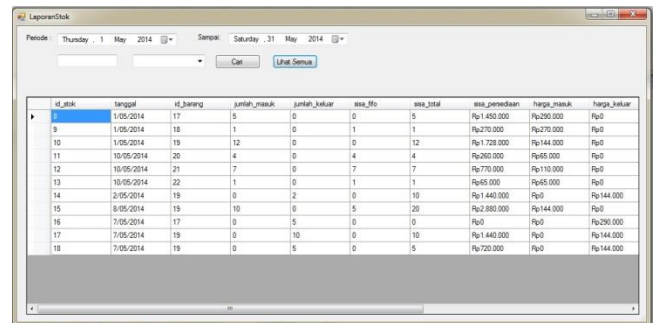 LaporanStok
Periode : Thursday , 1 May 2014 Sampai: Saturday , 31 May 2014
Cari Lihat Semua
id_stok tanggal id_barang jumlah_masuk jumlah_keluar sisa_fifo sisa_total sisa_persediaan harga_masuk harga_keluar
8 1/05/2014 17 5 0 0 5 Rp1.450.000 Rp290.000 Rp0
9 1/05/2014 18 1 0 1 1 Rp270.000 Rp270.000 Rp0
10 1/05/2014 19 12 0 0 12 Rp1.728.000 Rp144.000 Rp0
11 10/05/2014 20 4 0 4 4 Rp260.000 Rp65.000 Rp0
12 10/05/2014 21 7 0 7 7 Rp770.000 Rp110.000 Rp0
13 10/05/2014 22 1 0 1 1 Rp65.000 Rp65.000 Rp0
14 2/05/2014 19 0 2 0 10 Rp1.440.000 Rp0 Rp144.000
15 8/05/2014 19 10 0 5 20 Rp2.880.000 Rp144.000 Rp0
16 7/05/2014 17 0 5 0 0 Rp0 Rp0 Rp290.000
17 7/05/2014 19 0 10 0 10 Rp1.440.000 Rp0 Rp144.000
18 7/05/2014 19 0 5 0 5 Rp720.000 Rp0 Rp144.000